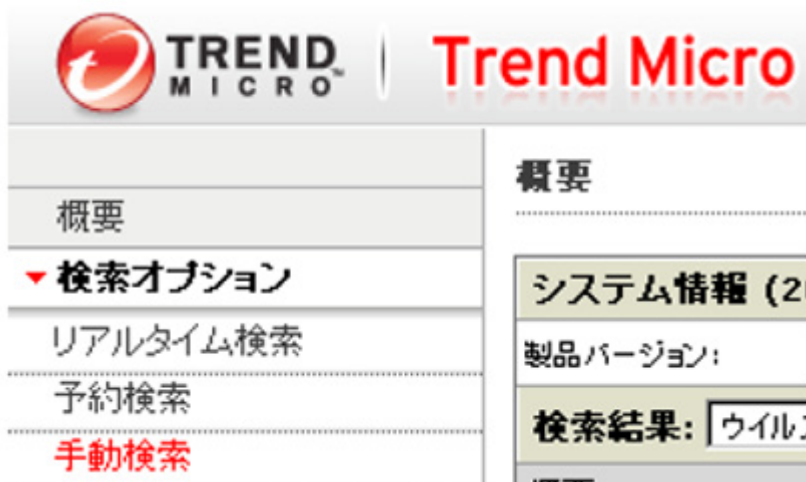 TREND MICRO™ | Trend Micro
概要
検索オプション
リアルタイム検索
予約検索
手動検索
概要
システム情報 (2
製品バージョン:
検索結果: ウイル